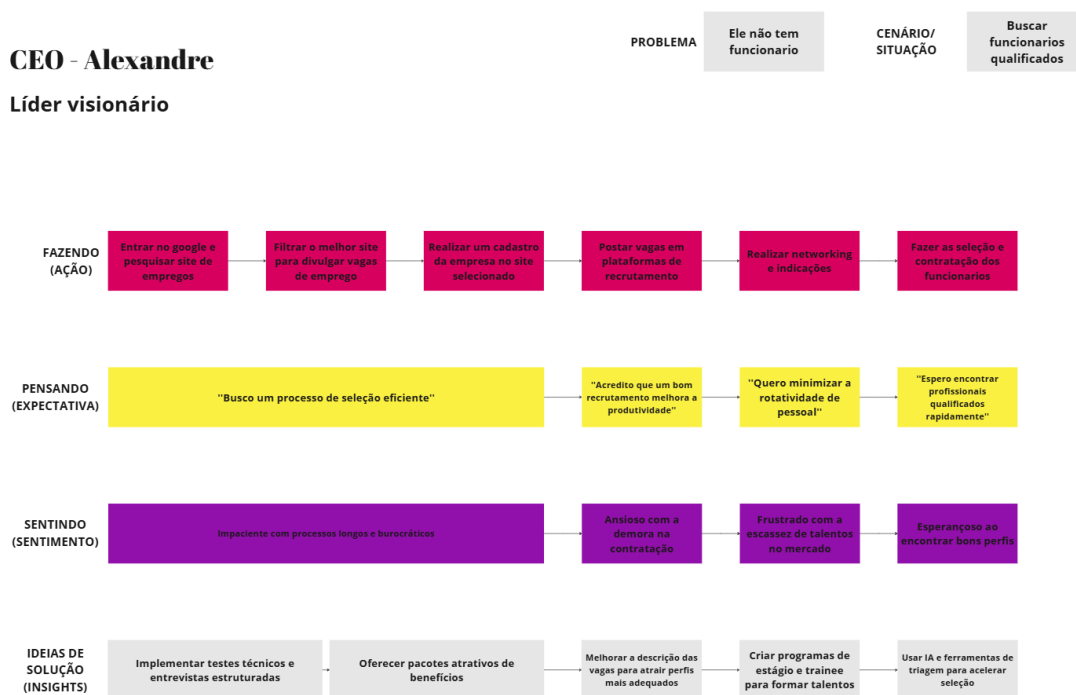 CEO - Alexandre
Líder visionário
PROBLEMA
Ele não tem
funcionario
CENÁRIO/
SITUAÇÃO
Buscar
funcionarios
qualificados
FAZENDO
(AÇÃO)
Entrar no google e
pesquisar site de
empregos
Filtrar o melhor site
para divulgar vagas
de emprego
Realizar um cadastro
da empresa no site
selecionado
Postar vagas em
plataformas de
recrutamento
Realizar networking
e indicações
Fazer as seleção e
contratação dos
funcionarios
PENSANDO
(EXPECTATIVA)
"Busco um processo de seleção eficiente"
"Acredito que um bom
recrutamento melhora a
produtividade"
"Quero minimizar a
rotatividade de
pessoal"
"Espero encontrar
profissionais
qualificados
rapidamente"
SENTINDO
(SENTIMENTO)
Impaciente com processos longos e burocráticos
Ansioso com a
demora na
contratação
Frustrado com a
escassez de talentos
no mercado
Esperançoso ao
encontrar bons perfis
IDEIAS DE
SOLUÇÃO
(INSIGHTS)
Implementar testes técnicos e
entrevistas estruturadas
Oferecer pacotes atrativos de
benefícios
Melhorar a descrição das
vagas para atrair perfis
mais adequados
Criar programas de
estágio e trainee
para formar talentos
Usar IA e ferramentas de
triagem para acelerar
seleção